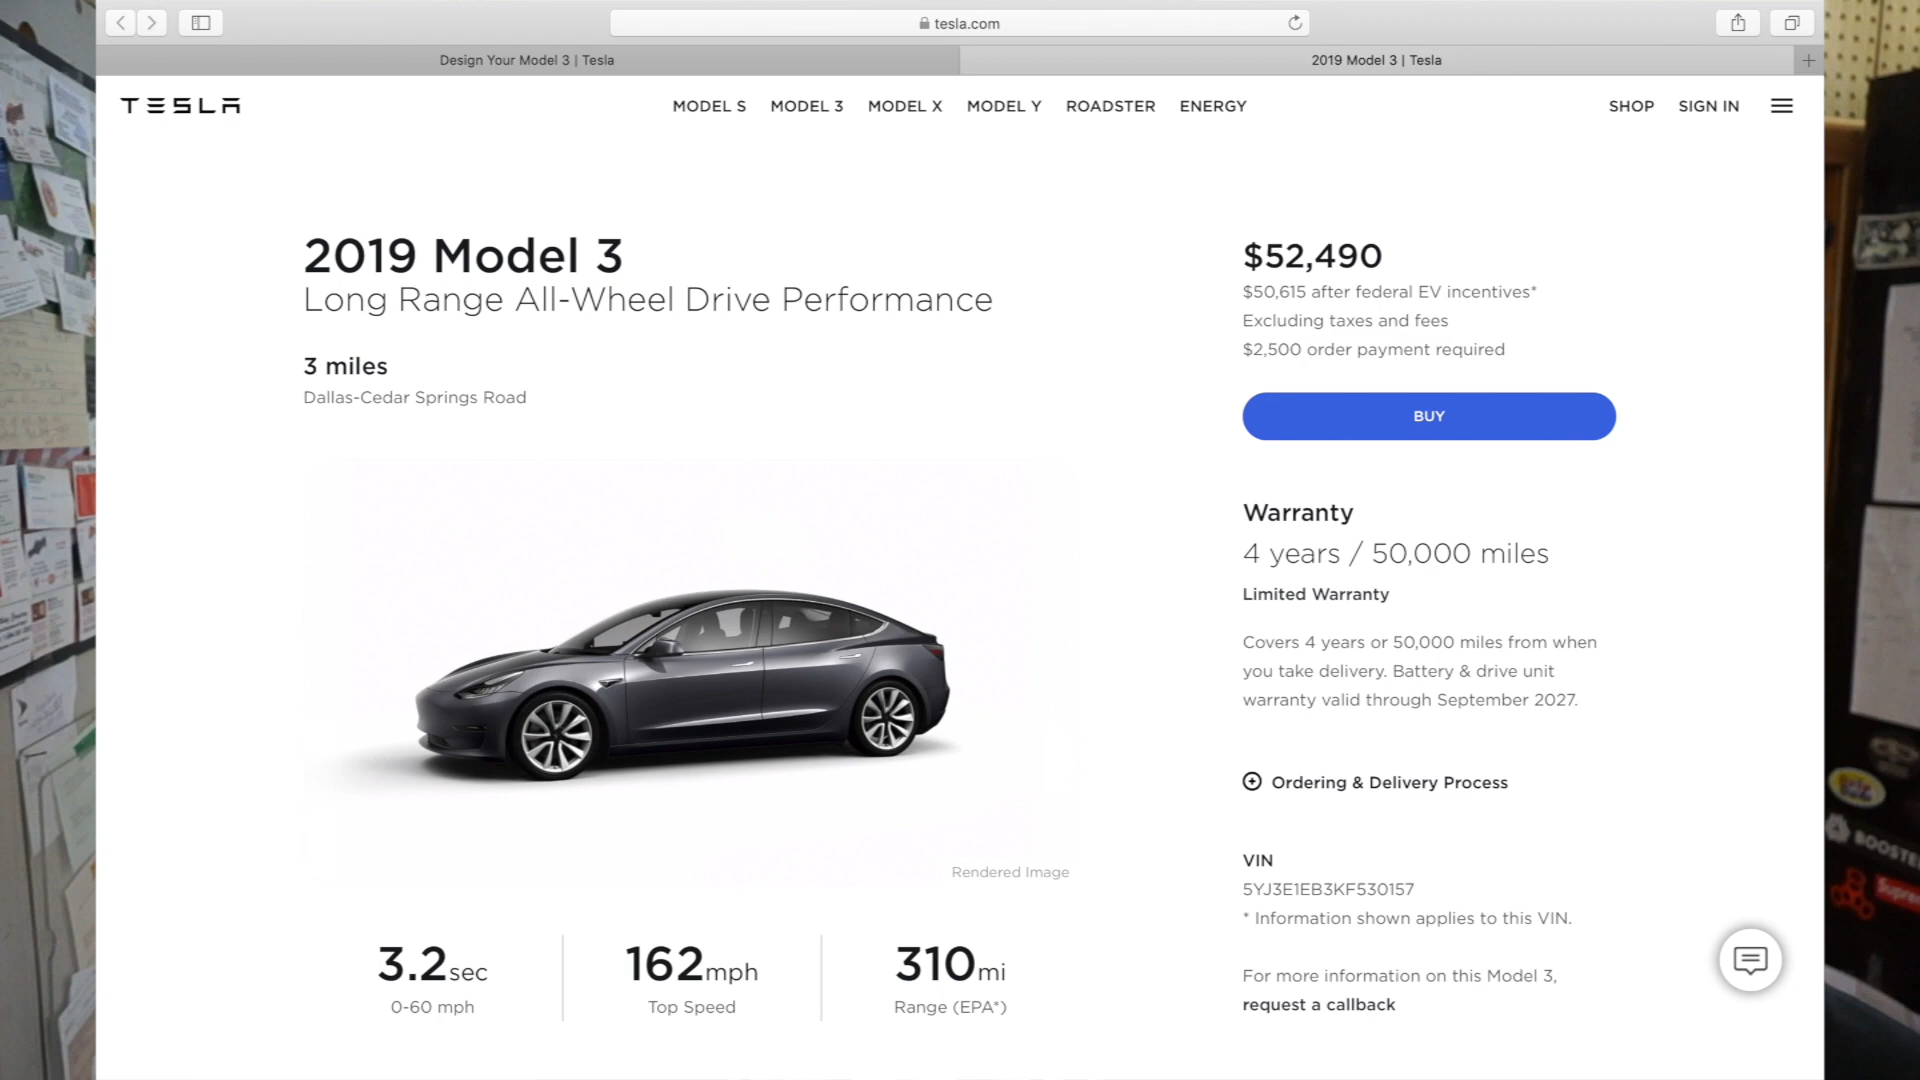 tesla.com
Design Your Model 3 | Tesla
2019 Model 3 | Tesla
TESLA
MODEL S
MODEL 3
MODEL X
MODEL Y
ROADSTER
ENERGY
SHOP
SIGN IN
2019 Model 3
Long Range All-Wheel Drive Performance
3 miles
Dallas-Cedar Springs Road
Rendered Image
3.2sec
0-60 mph
162mph
Top Speed
310mi
Range (EPA*)
$52,490
$50,615 after federal EV incentives*
Excluding taxes and fees
$2,500 order payment required
BUY
Warranty
4 years / 50,000 miles
Limited Warranty
Covers 4 years or 50,000 miles from when
you take delivery. Battery & drive unit
warranty valid through September 2027.
Ordering & Delivery Process
VIN
5YJ3E1EB3KF530157
* Information shown applies to this VIN.
For more information on this Model 3,
request a callback